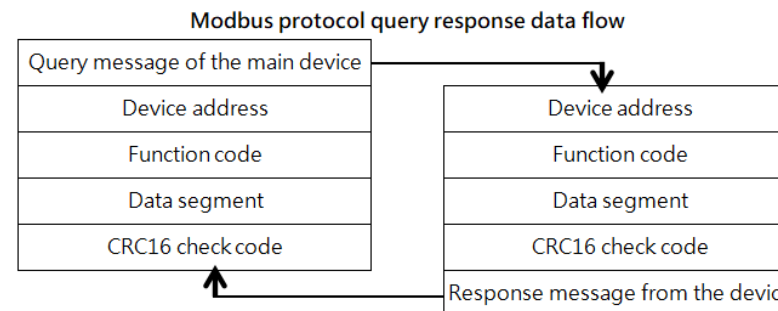 Modbus protocol query response data flow
Query message of the main device
Device address
Function code
Data segment
CRC16 check code
Device address
Function code
Data segment
CRC16 check code
Response message from the devic